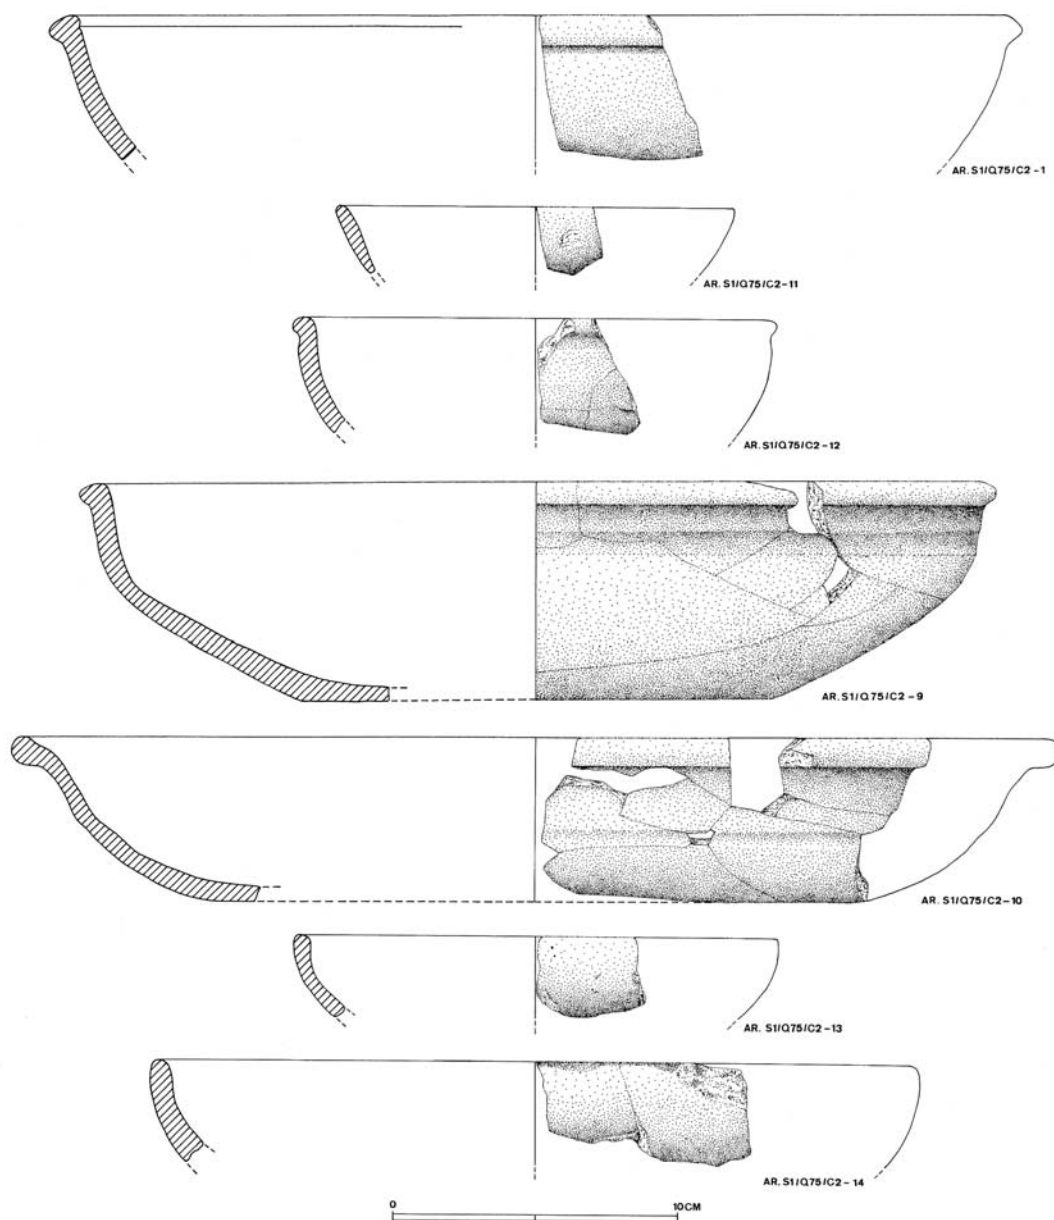 AR. S1/Q75/C2-1
AR. S1/Q75/C2-11
AR. S1/Q75/C2-12
AR. S1/Q75/C2-9
AR. S1/Q75/C2-10
AR. S1/Q75/C2-13
AR. S1/Q75/C2-14
0 10CM